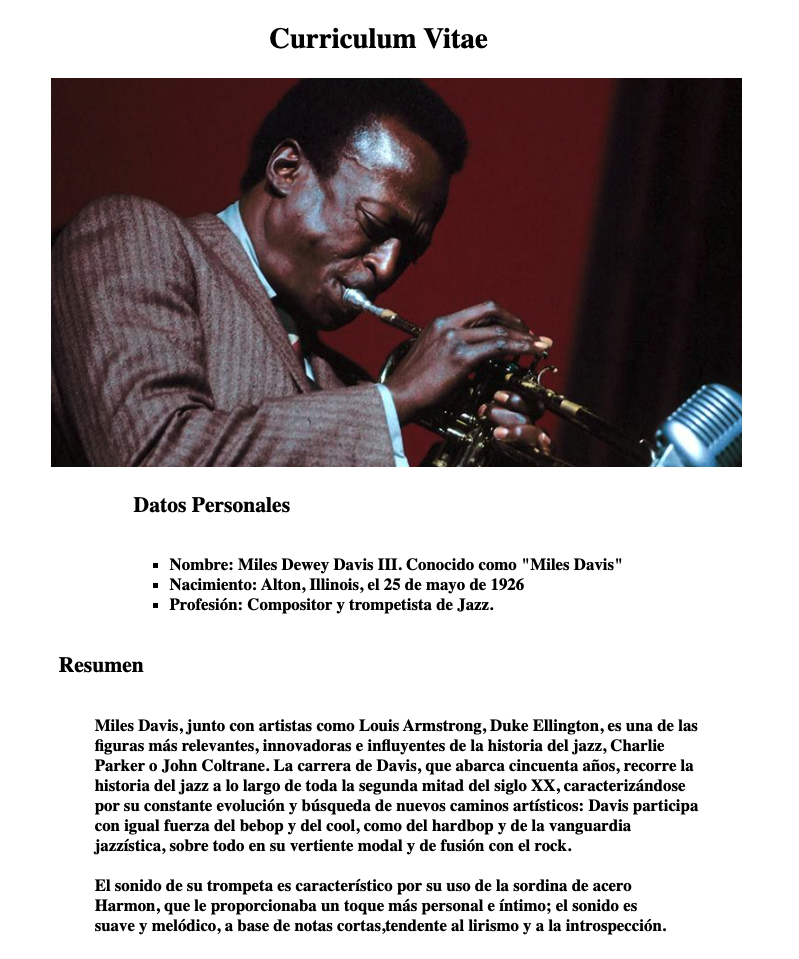 Curriculum Vitae
Datos Personales
Nombre: Miles Dewey Davis III. Conocido como "Miles Davis"
Nacimiento: Alton, Illinois, el 25 de mayo de 1926
Profesión: Compositor y trompetista de Jazz.
Resumen
Miles Davis, junto con artistas como Louis Armstrong, Duke Ellington, es una de las
figuras más relevantes, innovadoras e influyentes de la historia del jazz, Charlie
Parker o John Coltrane. La carrera de Davis, que abarca cincuenta años, recorre la
historia del jazz a lo largo de toda la segunda mitad del siglo XX, caracterizándose
por su constante evolución y búsqueda de nuevos caminos artísticos: Davis participa
con igual fuerza del bebop y del cool, como del hardbop y de la vanguardia
jazzística, sobre todo en su vertiente modal y de fusión con el rock.
El sonido de su trompeta es característico por su uso de la sordina de acero
Harmon, que le proporcionaba un toque más personal e íntimo; el sonido es
suave y melódico, a base de notas cortas,tendente al lirismo y a la introspección.